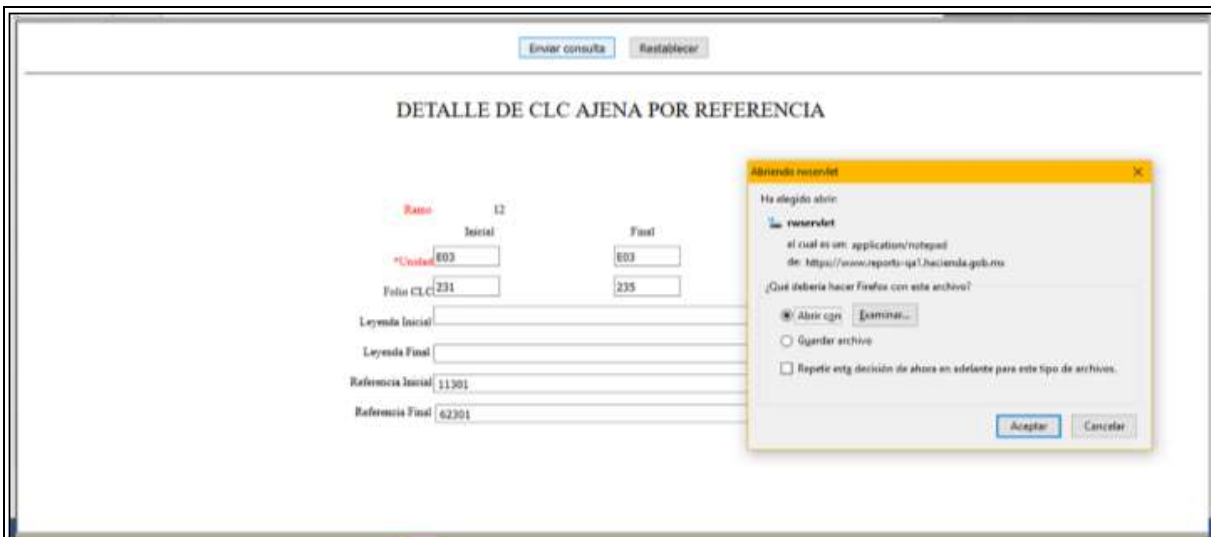 Enviar consulta Restablecer
DETALLE DE CLC AJENA POR REFERENCIA
Ramo 12
Inicial Final
*Unidad E03 E03
Folio CLC 231 235
Leyenda Inicial
Leyenda Final
Referencia Inicial 11301
Referencia Final 62301
Abriendo rwservlet
Ha elegido abrir:
rwservlet
el cual es un: application/notepad
de: https://www.reports-qa1.hacienda.gob.mx
¿Qué debería hacer Firefox con este archivo?
Abrir con Examinar...
Guardar archivo
Repetir esta decisión de ahora en adelante para este tipo de archivos.
Aceptar Cancelar